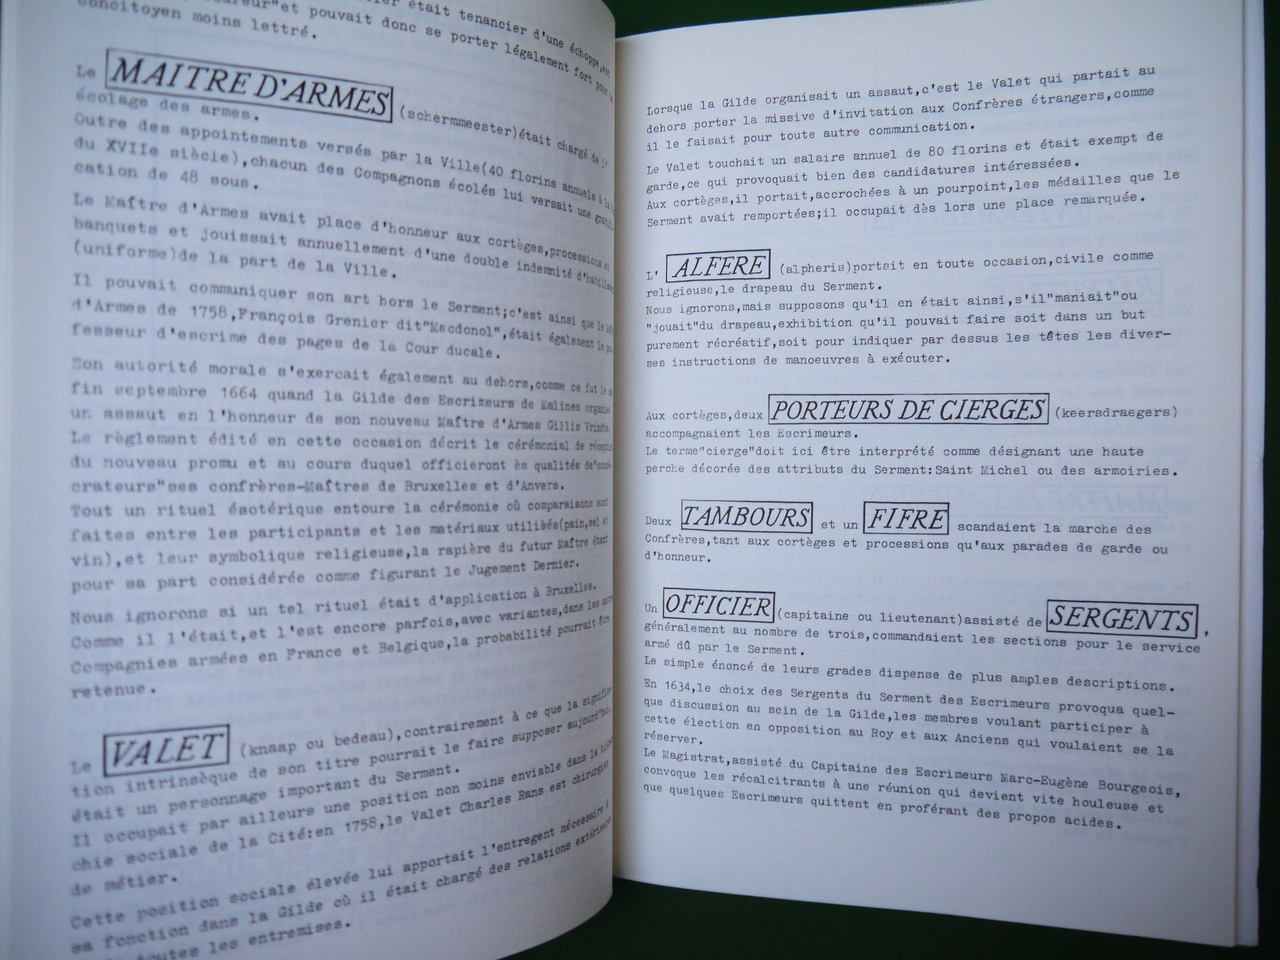 était tenancier d'une échoppe,
et pouvait donc se porter légalement fort pour
concitoyen moins lettré.
Le MAITRE D'ARMES (schermmeester)était chargé de l'
écolage des armes.
Outre des appointements versés par la Ville(40 florins annuels à la
du XVIIe siècle),chacun des Compagnons écolés lui versait une
cation de 48 sous.
Le Maître d'Armes avait place d'honneur aux cortèges,processions et
banquets et jouissait annuellement d'une double indemnité
(uniforme)de la part de la Ville.
Il pouvait communiquer son art hors le Serment;c'est ainsi que le
d'Armes de 1758,François Grenier dit"Macdonol",était également le
fesseur d'escrime des pages de la Cour ducale.
Son autorité morale s'exercait également au dehors,comme ce fut le
fin septembre 1664 quand la Gilde des Escrimeurs de Malines
un assaut en l'honneur de son nouveau Maître d'Armes Gillis
Le règlement édité en cette occasion décrit le cérémonial de
du nouveau promu et au cours duquel officieront ès qualités
crateurs"ses confrères-Maîtres de Bruxelles et d'Anvers.
Tout un rituel ésotérique entoure la cérémonie où comparaisons sont
faites entre les participants et les matériaux utilisés(pain,sel et
vin),et leur symbolique religieuse,la rapière du futur Maître étant
pour sa part considérée comme figurant le Jugement Dernier.
Nous ignorons si un tel rituel était d'application à Bruxelles.
Comme il l'était,et l'est encore parfois,avec variantes,dans les
Compagnies armées en France et Belgique,la probabilité pourrait être
retenue.
Le VALET (knaap ou bedeau),contrairement à ce que la
tion intrinsèque de son titre pourrait le faire supposer aujourd'hui,
était un personnage important du Serment.
Il occupait par ailleurs une position non moins enviable dans la
chie sociale de la Cité:en 1758,le Valet Charles Rans est chirurgien
de métier.
Cette position sociale élevée lui apportait l'entregent nécessaire à
sa fonction dans la Gilde où il était chargé des relations
toutes les entremises.
Lorsque la Gilde organisait un assaut,c'est le Valet qui partait au
dehors porter la missive d'invitation aux Confrères étrangers,comme
il le faisait pour toute autre communication.
Le Valet touchait un salaire annuel de 80 florins et était exempt de
garde,ce qui provoquait bien des candidatures intéressées.
Aux cortèges,il portait,accrochées à un pourpoint,les médailles que le
Serment avait remportées;il occupait dès lors une place remarquée.
L' ALFERE (alpheris)portait en toute occasion,civile comme
religieuse,le drapeau du Serment.
Nous ignorons,mais supposons qu'il en était ainsi,s'il"maniait"ou
"jouait"du drapeau,exhibition qu'il pouvait faire soit dans un but
purement récréatif,soit pour indiquer par dessus les têtes les diver-
ses instructions de manoeuvres à exécuter.
Aux cortèges,deux PORTEURS DE CIERGES (keersdraegers)
accompagnaient les Escrimeurs.
Le terme"cierge"doit ici être interprété comme désignant une haute
perche décorée des attributs du Serment:Saint Michel ou des armoiries.
Deux TAMBOURS et un FIFRE scandaient la marche des
Confrères,tant aux cortèges et processions qu'aux parades de garde ou
d'honneur.
Un OFFICIER (capitaine ou lieutenant)assisté de SERGENTS,
généralement au nombre de trois,commandaient les sections pour le service
armé dû par le Serment.
Le simple énoncé de leurs grades dispense de plus amples descriptions.
En 1634,le choix des Sergents du Serment des Escrimeurs provoqua quel-
que discussion au sein de la Gilde,les membres voulant participer à
cette élection en opposition au Roy et aux Anciens qui voulaient se la
réserver.
Le Magistrat,assisté du Capitaine des Escrimeurs Marc-Eugène Bourgeois,
convoque les récalcitrants à une réunion qui devient vite houleuse et
que quelques Escrimeurs quittent en proférant des propos acides.